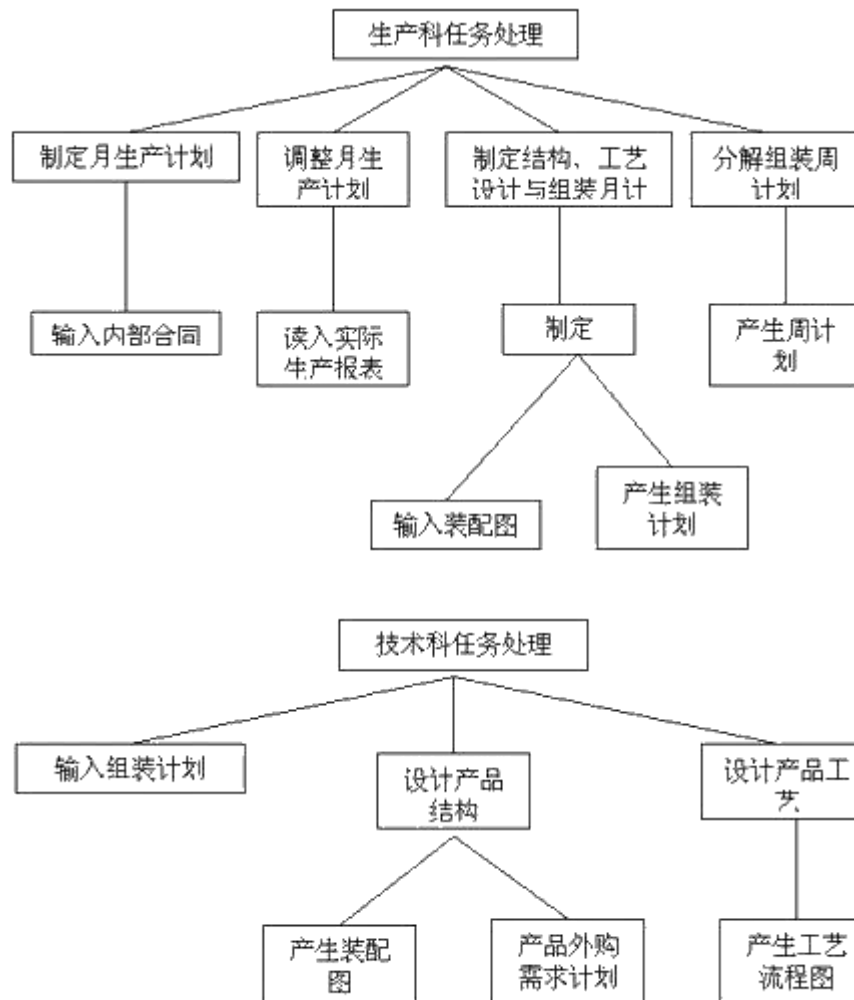 生产科任务处理
制定月生产计划
调整月生
产计划
制定结构、工艺
设计与组装月计
分解组装周
计划
输入内部合同
读入实际
生产报表
制定
产生周计
划
输入装配图
产生组装
计划
技术科任务处理
输入组装计划
设计产品
结构
设计产品工
艺
产生装配
图
产品外购
需求计划
产生工艺
流程图